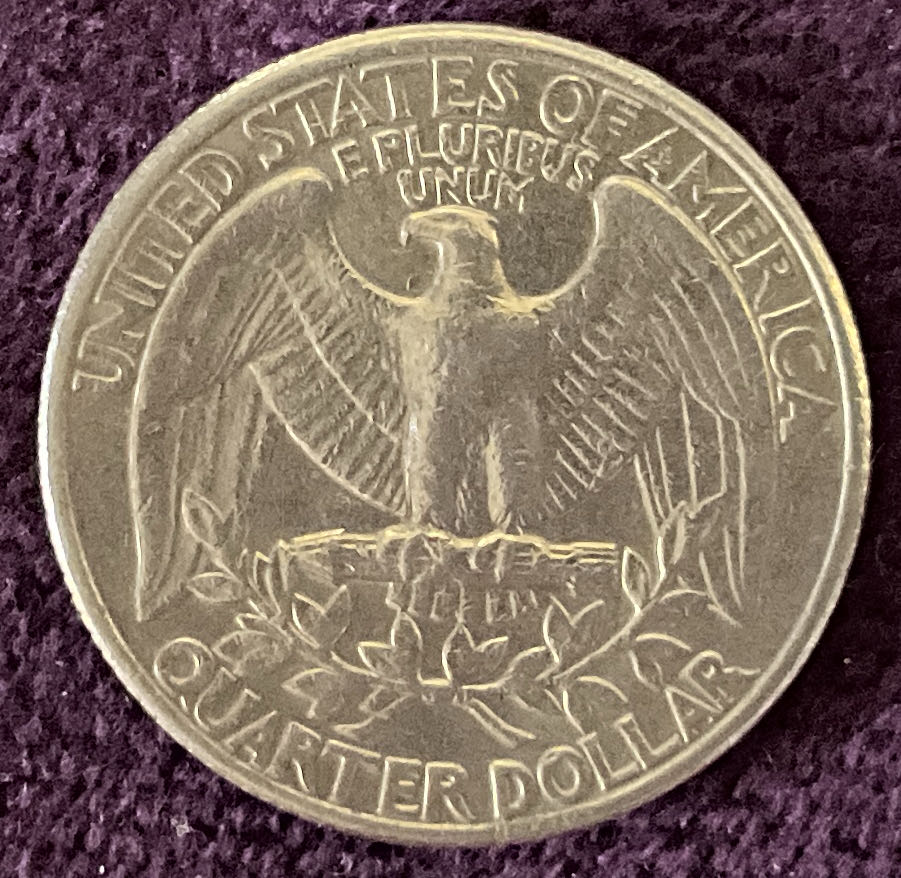 UNITED STATES OF AMERICA
E PLURIBUS
UNUM
QUARTER DOLLAR